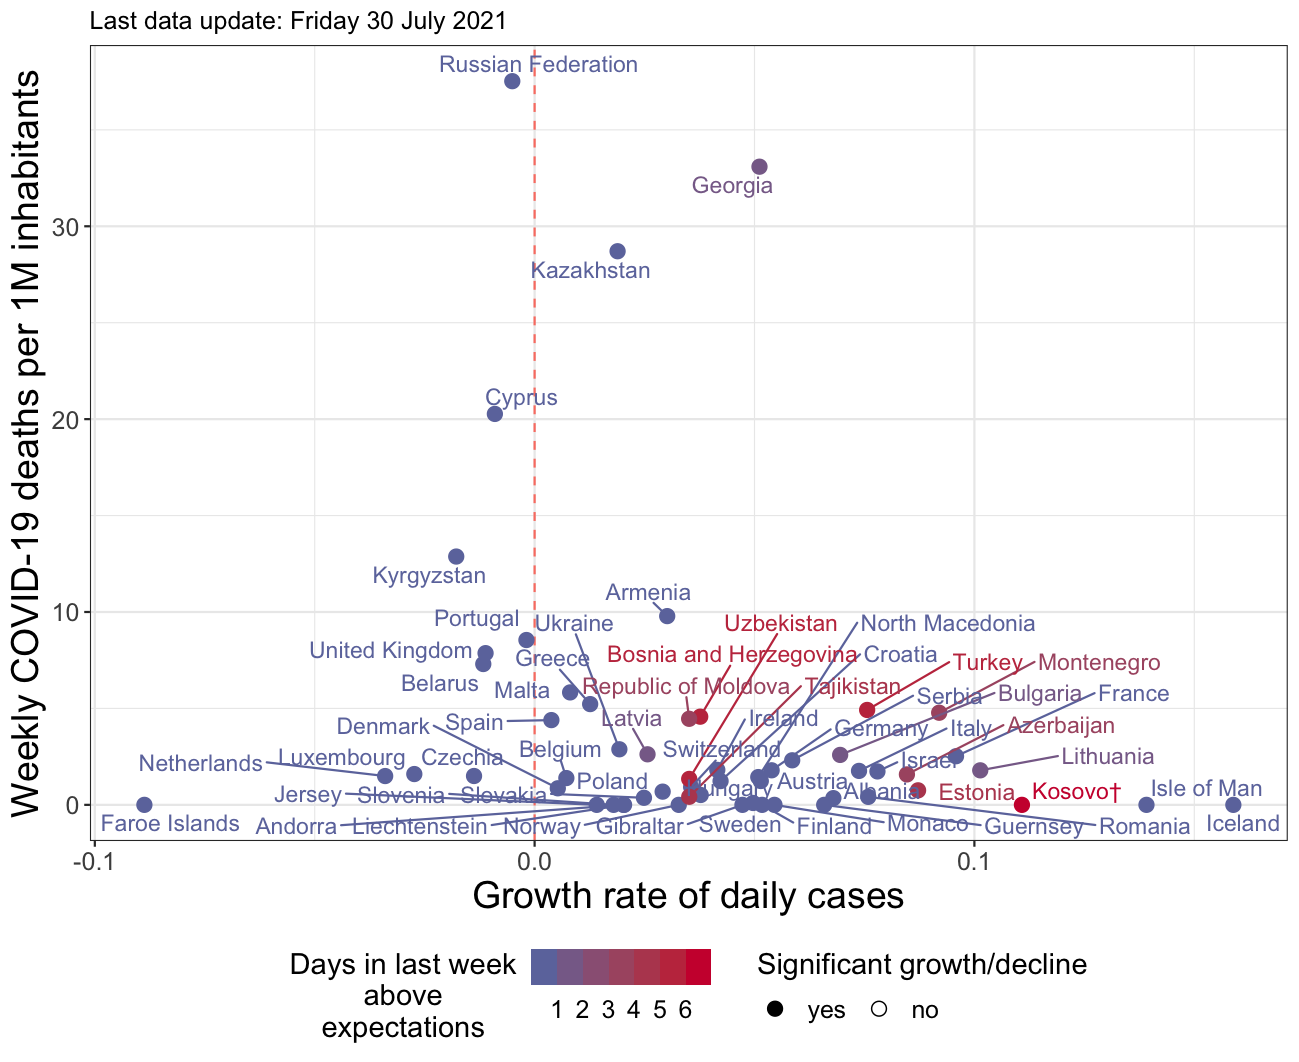 Last data update: Friday 30 July 2021
Weekly COVID-19 deaths per 1M inhabitants
30
20
10
0
Russian Federation
Georgia
Kazakhstan
Cyprus
Kyrgyzstan
Armenia
Portugal
Ukraine
Uzbekistan
North Macedonia
United Kingdom
Greece
Bosnia and Herzegovina
Croatia
Turkey
Montenegro
Belarus
Malta
Republic of Moldova
Tajikistan
Serbia
Bulgaria
France
Denmark
Spain
Latvia
Ireland
Germany
Italy
Azerbaijan
Netherlands
Luxembourg
Czechia
Belgium
Switzerland
Israel
Lithuania
Jersey
Slovenia
Slovakia
Poland
Hungary
Austria
Albania
Estonia
Kosovo†
Isle of Man
Faroe Islands
Andorra
Liechtenstein
Norway
Gibraltar
Sweden
Finland
Monaco
Guernsey
Romania
Iceland
-0.1
0.0
0.1
Growth rate of daily cases
Days in last week
above
expectations
1 2 3 4 5 6
Significant growth/decline
yes no